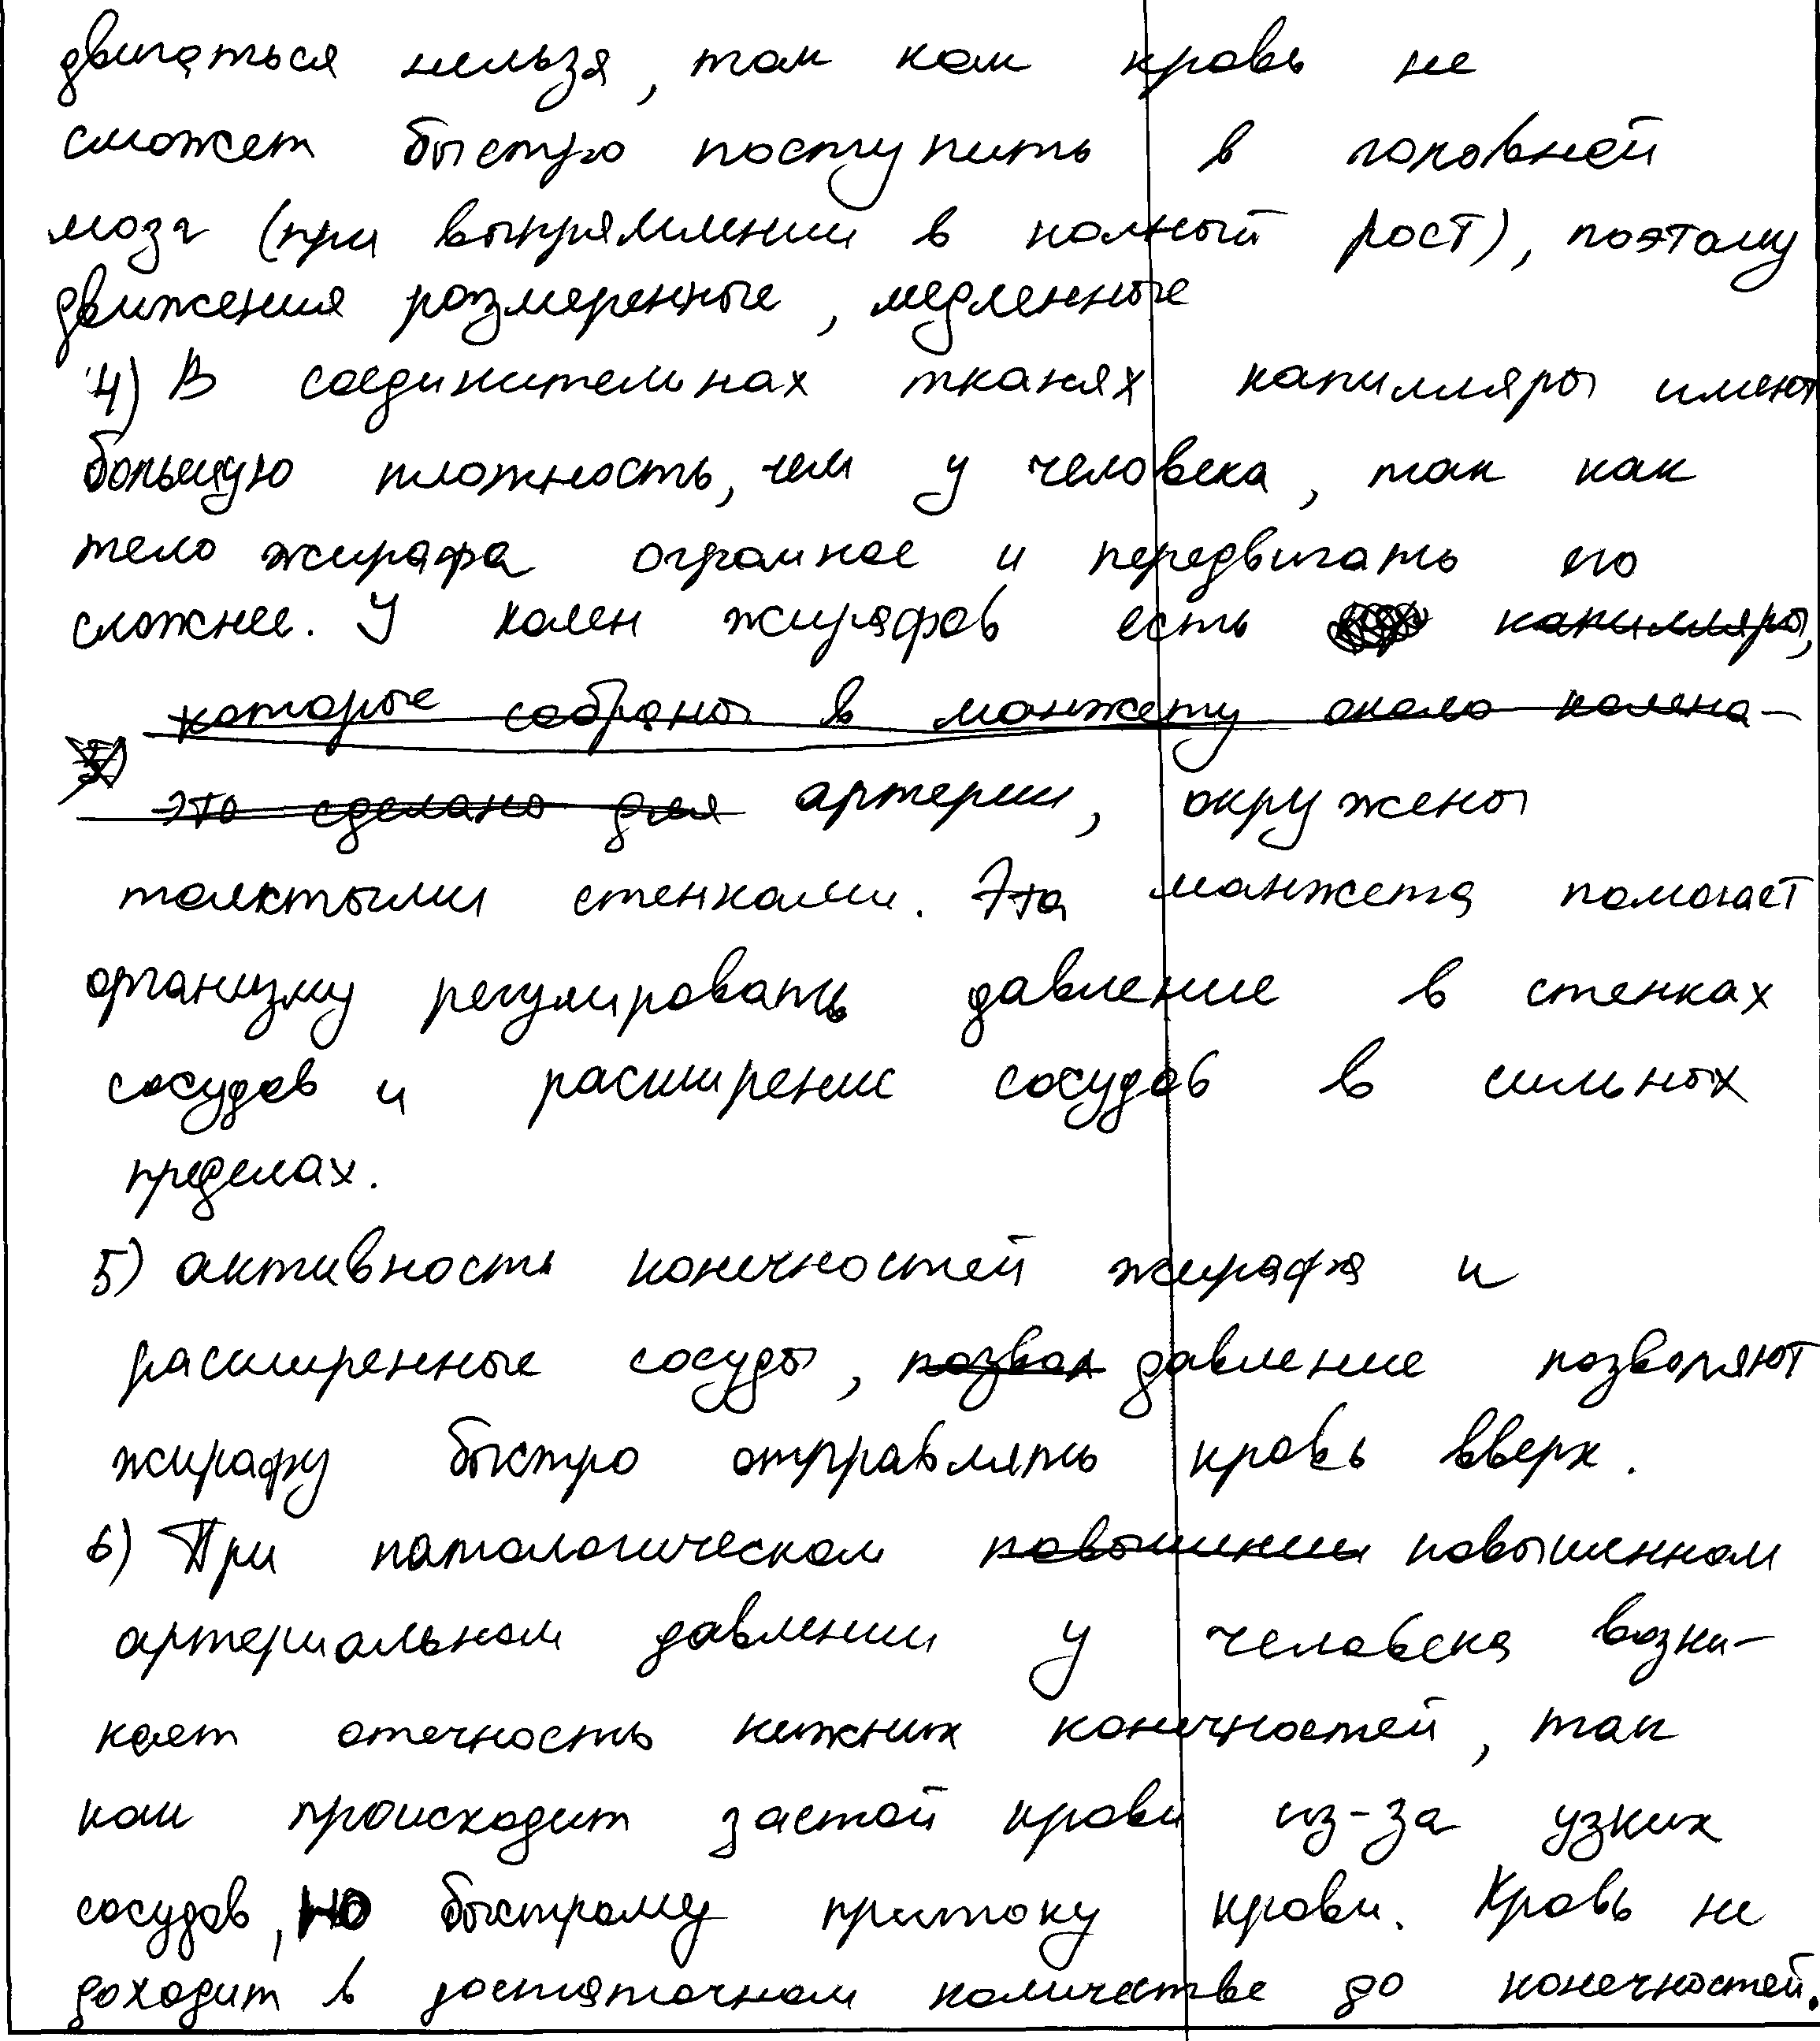 двигаться нельзя, так как кровь не
сможет быстро поступить в головной
мозг (при выпрямлении в полный рост), поэтому
движения размеренные, медленные
4) В соединительнах тканях капилляры имеют
большую плотность, чем у человека, так как
тело жирафа огромное и передвигать его
сложнее. У колен жирафов есть капилляры,
которые собраны в манжету около колена-
это сделано для артерии, окружены
толстыми стенками. Эта манжета помогает
организму регулировать давление в стенках
сосудов и расширение сосудов в сильных
пределах.
5) активность конечностей жирафа и
расширенные сосуды, позвол давление позволяют
жирафу быстро отправлять кровь вверх.
6) При патологическом повышении повышенном
артериальном давлении у человека возни-
кает отечность нижних конечностей, так
как происходит застой крови из-за узких
сосудов, но быстрому притоку крови. Кровь не
доходит в достаточном количестве до конечностей.